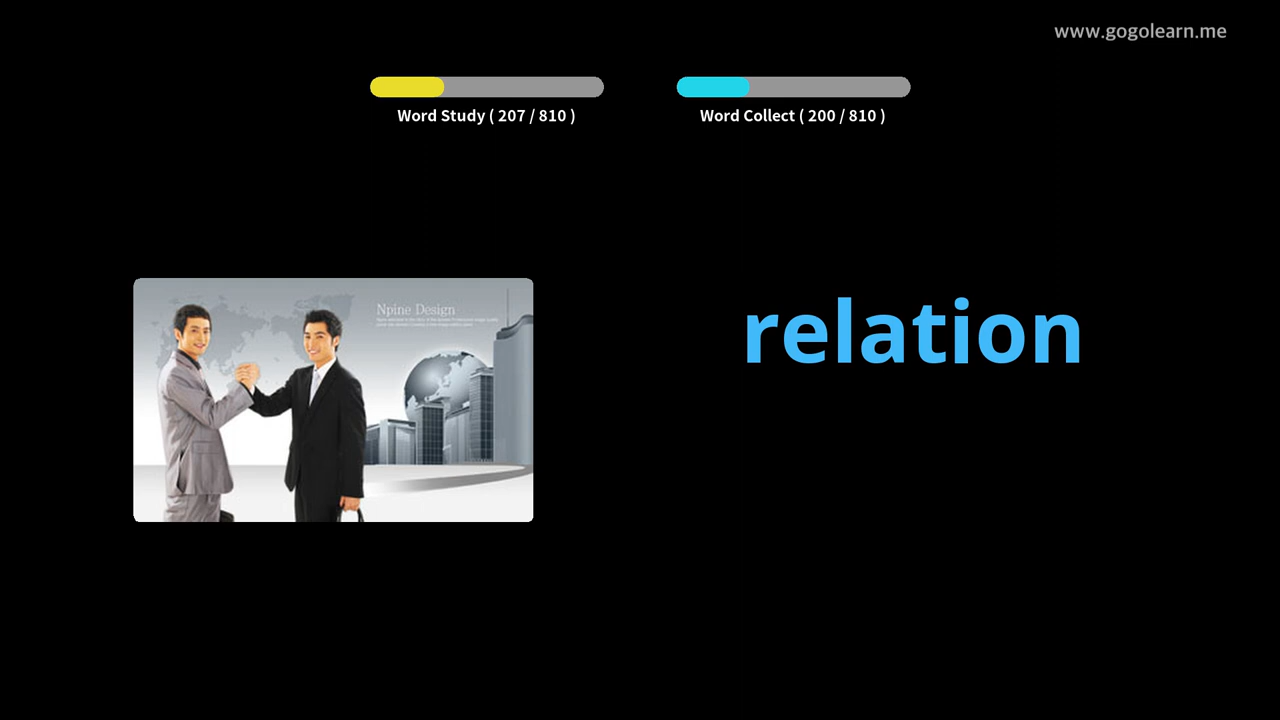 www.gogolearn.me
Word Study ( 207 / 810 )
Word Collect ( 200 / 810 )
Npine Design
relation